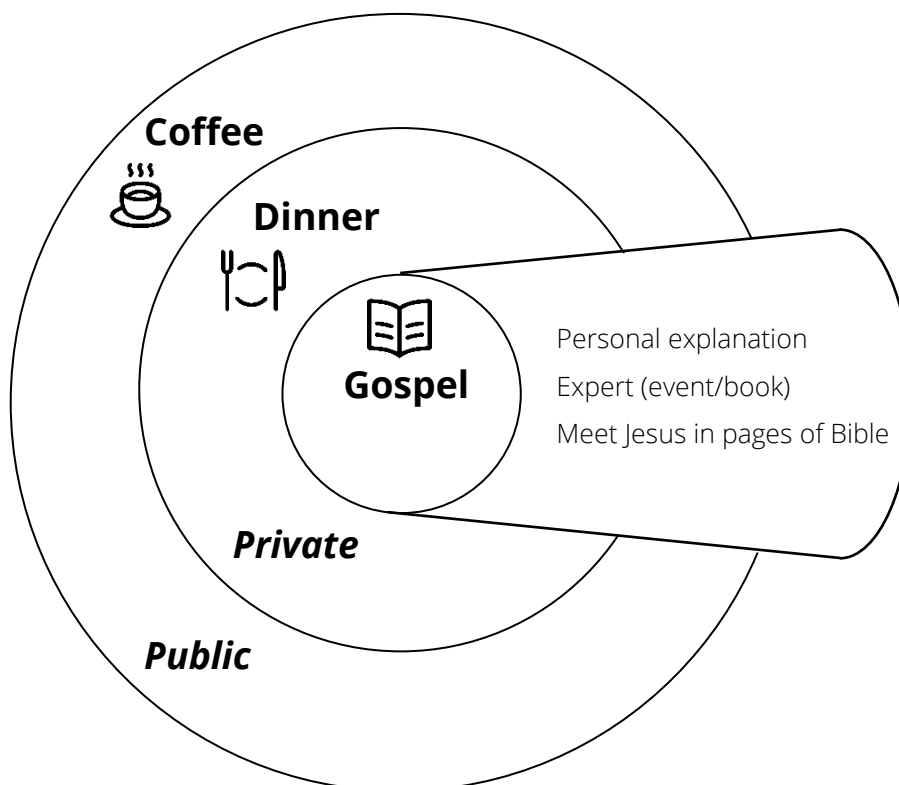 Coffee
Dinner
Gospel
Personal explanation
Expert (event/book)
Meet Jesus in pages of Bible
Private
Public